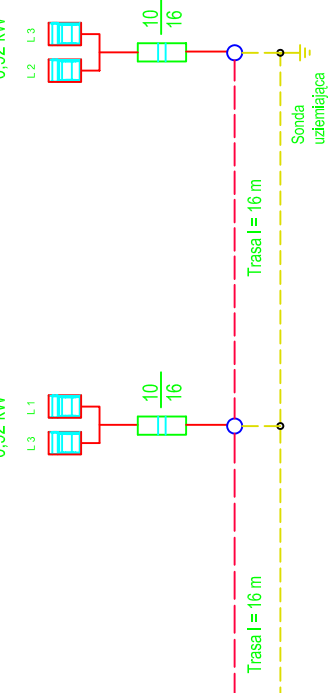 L 3
L 2
10
16
Sonda
uziemiająca
Trasa l = 16 m
L 1
L 3
10
16
Trasa l = 16 m